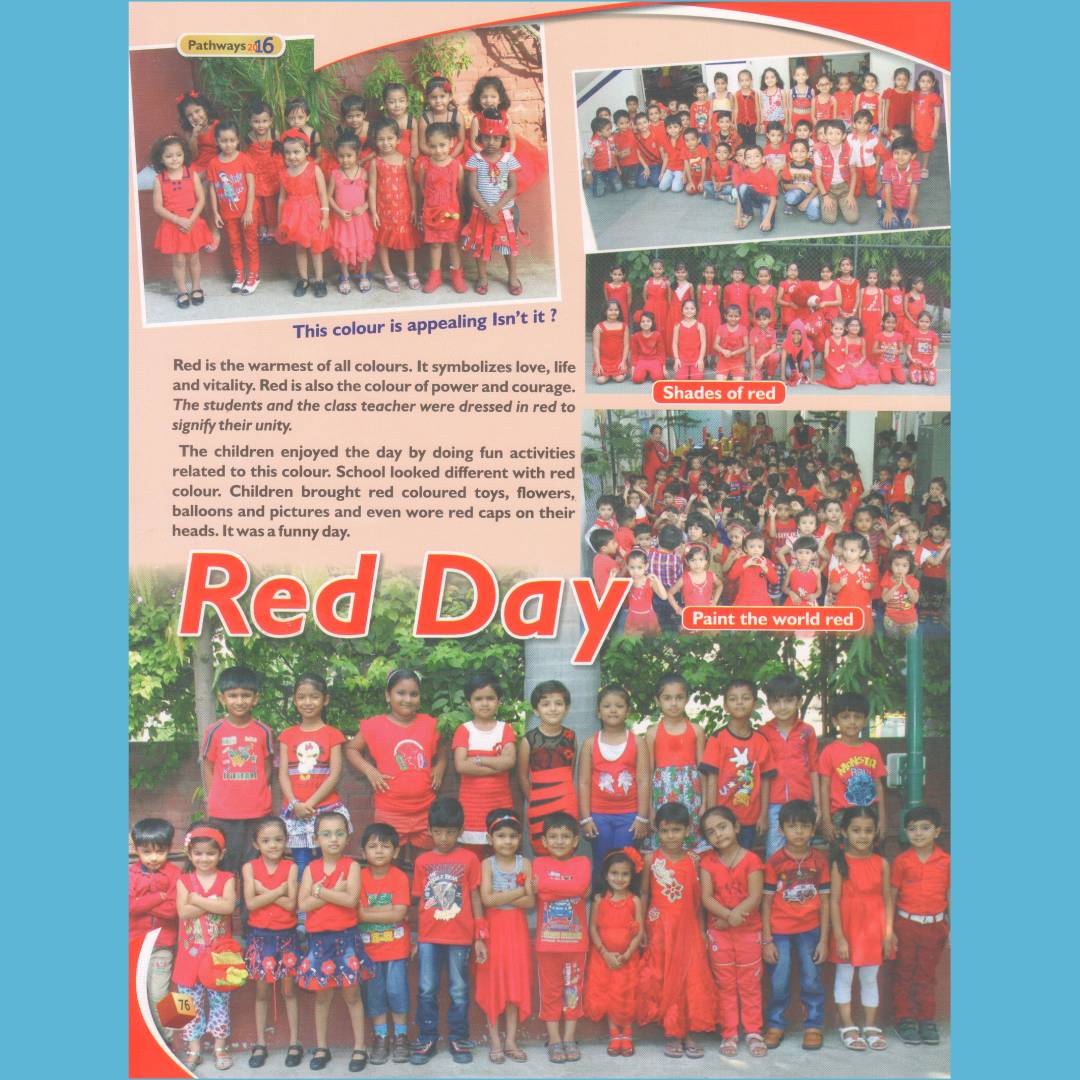 Pathways 2016
This colour is appealing Isn't it ?
Red is the warmest of all colours. It symbolizes love, life
and vitality. Red is also the colour of power and courage.
The students and the class teacher were dressed in red to
signify their unity.
The children enjoyed the day by doing fun activities
related to this colour. School looked different with red
colour. Children brought red coloured toys, flowers,
balloons and pictures and even wore red caps on their
heads. It was a funny day.
Shades of red
Paint the world red
Red Day
MONSTA
76